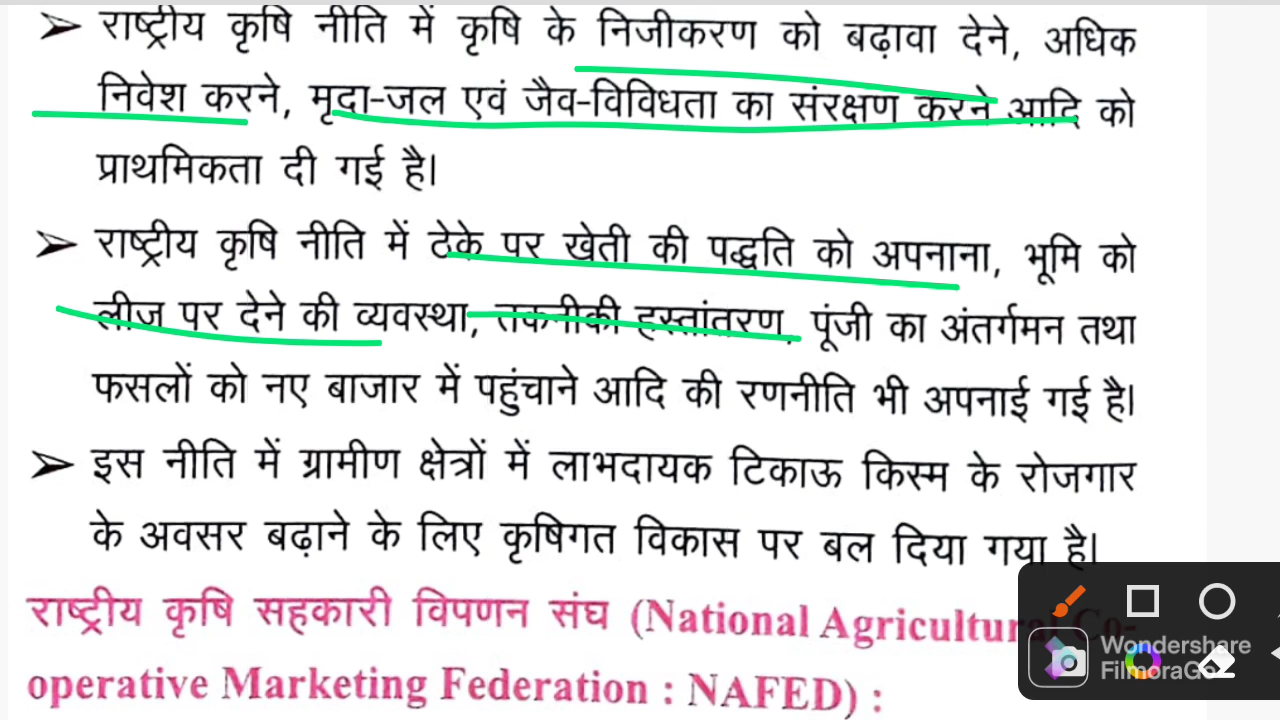 ➢ राष्ट्रीय कृषि नीति में कृषि के निजीकरण को बढ़ावा देने, अधिक
निवेश करने, मृदा-जल एवं जैव-विविधता का संरक्षण करने आदि को
प्राथमिकता दी गई है।
➢ राष्ट्रीय कृषि नीति में ठेके पर खेती की पद्धति को अपनाना, भूमि को
लीज पर देने की व्यवस्था, तकनीकी हस्तांतरण, पूंजी का अंतर्गमन तथा
फसलों को नए बाजार में पहुंचाने आदि की रणनीति भी अपनाई गई है।
➢ इस नीति में ग्रामीण क्षेत्रों में लाभदायक टिकाऊ किस्म के रोजगार
के अवसर बढ़ाने के लिए कृषिगत विकास पर बल दिया गया है।
राष्ट्रीय कृषि सहकारी विपणन संघ (National Agricultural Co-
operative Marketing Federation : NAFED) :
Wondershare
FilmoraGo